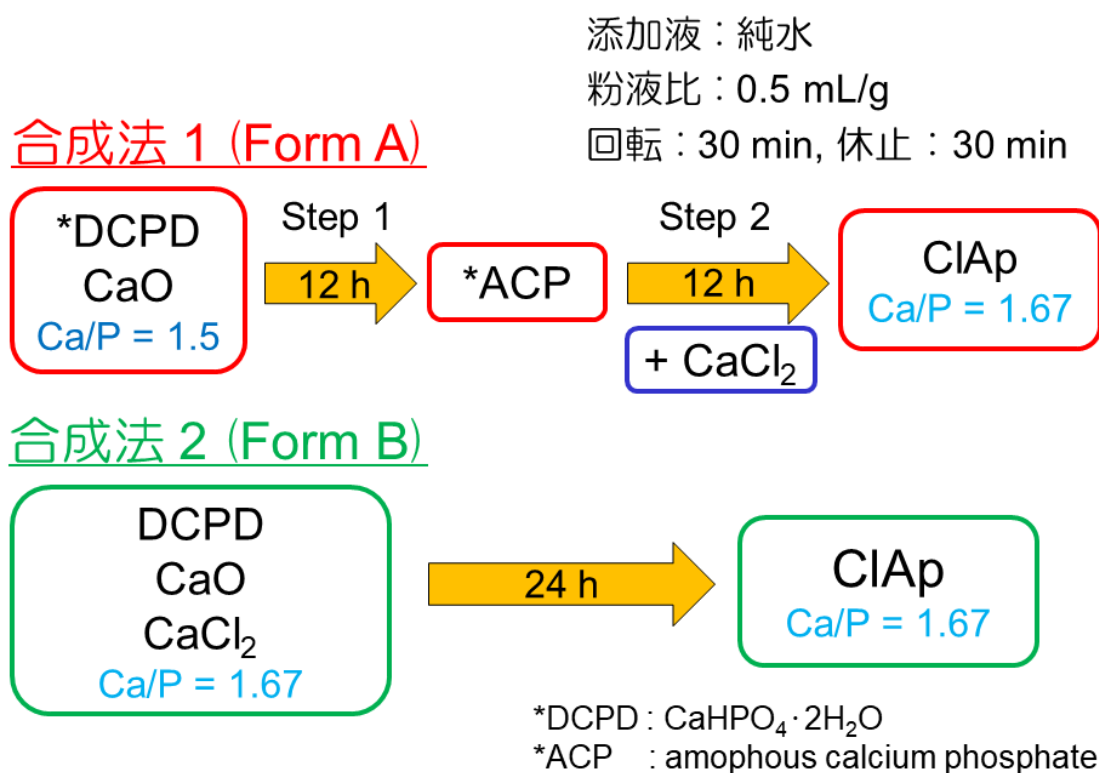 添加液：純水
粉液比：0.5 mL/g
回転：30 min, 休止：30 min
合成法 1 (Form A)
*DCPD
CaO
Ca/P = 1.5
Step 1
12 h
*ACP
Step 2
12 h
+ CaCl₂
ClAp
Ca/P = 1.67
合成法 2 (Form B)
DCPD
CaO
CaCl₂
Ca/P = 1.67
24 h
ClAp
Ca/P = 1.67
*DCPD : CaHPO₄·2H₂O
*ACP : amophous calcium phosphate